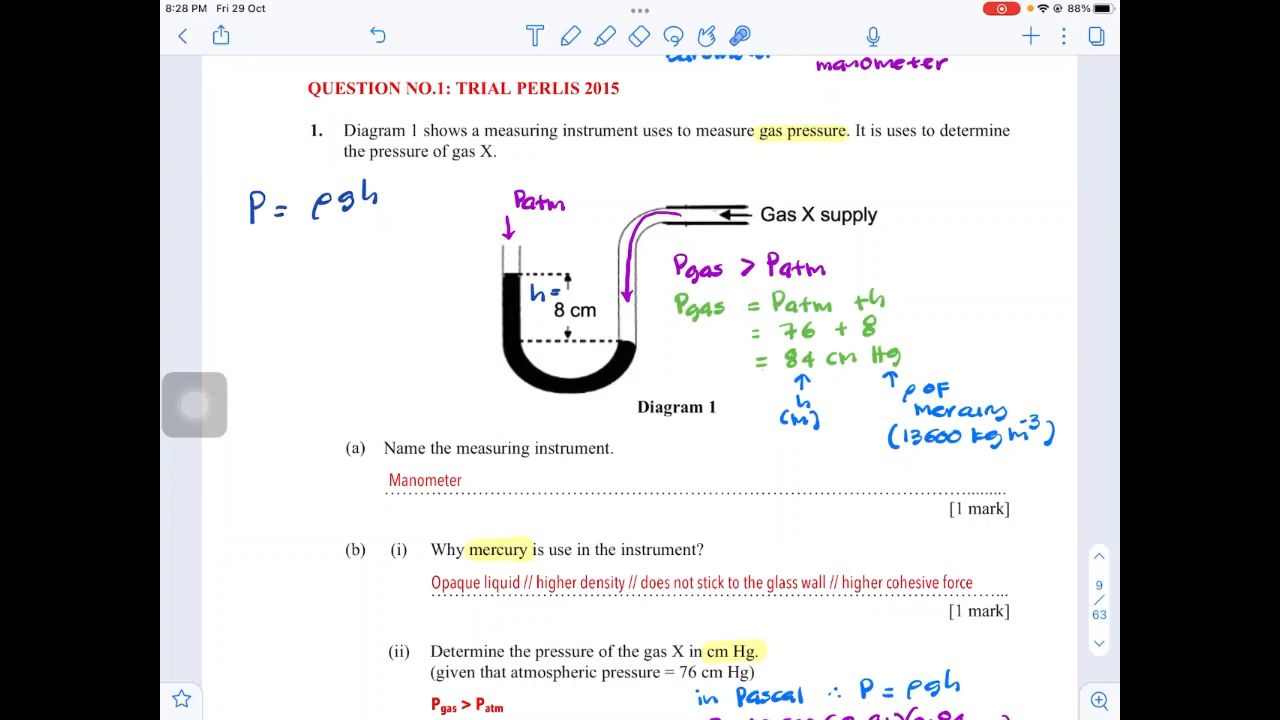 8:28 PM Fri 29 Oct
88%
manometer
QUESTION NO.1: TRIAL PERLIS 2015
1. Diagram 1 shows a measuring instrument uses to measure gas pressure. It is uses to determine
the pressure of gas X.
P = ρgh
Patm
Gas X supply
Pgas > Patm
h =
8 cm
Pgas = Patm + h
= 76 + 8
= 84 cm Hg
h
(m)
ρ OF
mercury
(13600 kg m⁻³)
Diagram 1
(a) Name the measuring instrument.
Manometer
[1 mark]
(b) (i) Why mercury is use in the instrument?
Opaque liquid // higher density // does not stick to the glass wall // higher cohesive force
[1 mark]
9
/
63
(ii) Determine the pressure of the gas X in cm Hg.
(given that atmospheric pressure = 76 cm Hg)
in Pascal ∴ P = ρgh
Pgas > Patm